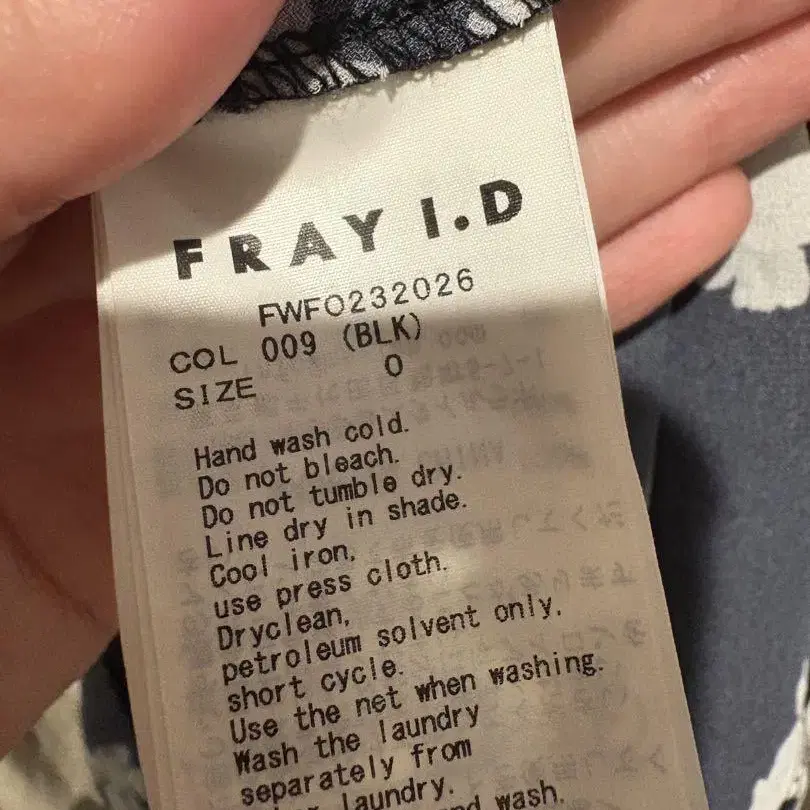 FRAY I.D
FWFO232026
COL 009 (BLK)
SIZE 0
Hand wash cold.
Do not bleach.
Do not tumble dry.
Line dry in shade.
Cool iron,
use press cloth.
Dryclean,
petroleum solvent only,
short cycle.
Use the net when washing.
Wash the laundry
separately from
laundry.
wash.